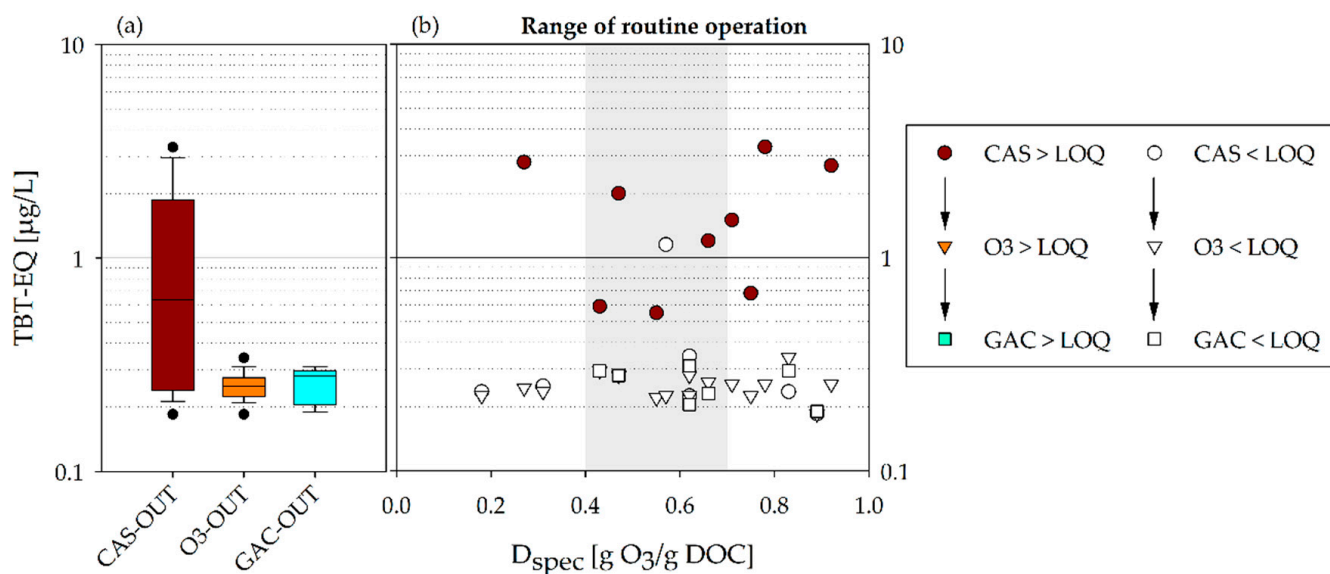 (a)
(b)
Range of routine operation
10
1
0.1
TBT-EQ [µg/L]
CAS-OUT
O3-OUT
GAC-OUT
0.0 0.2 0.4 0.6 0.8 1.0
Dspec [g O3/g DOC]
10
1
0.1
CAS > LOQ
CAS < LOQ
O3 > LOQ
O3 < LOQ
GAC > LOQ
GAC < LOQ